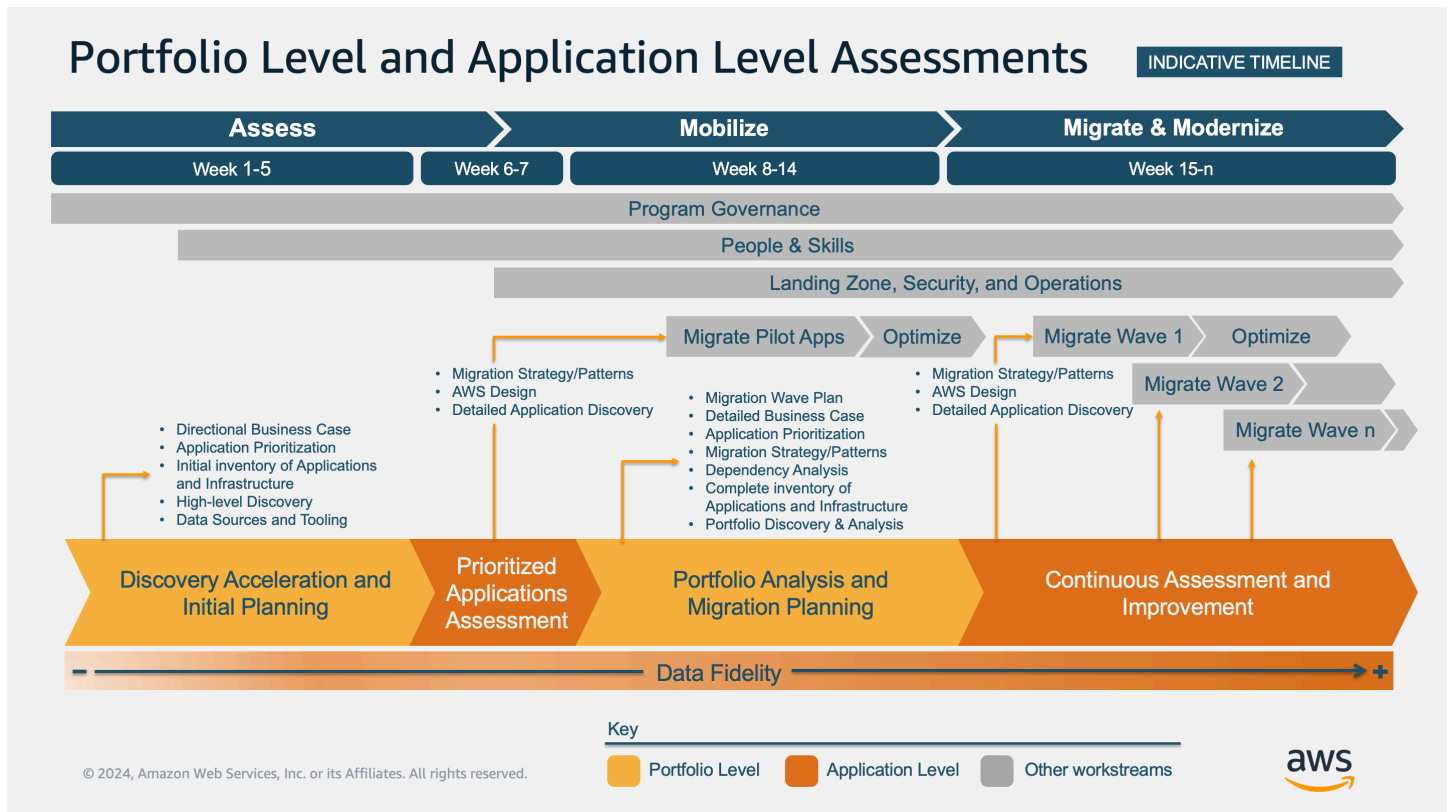 Portfolio Level and Application Level Assessments
INDICATIVE TIMELINE
Assess
Mobilize
Migrate & Modernize
Week 1-5
Week 6-7
Week 8-14
Week 15-n
Program Governance
People & Skills
Landing Zone, Security, and Operations
Migrate Pilot Apps
Optimize
Migrate Wave 1
Optimize
Migrate Wave 2
Migrate Wave n
• Directional Business Case
• Application Prioritization
• Initial inventory of Applications
and Infrastructure
• High-level Discovery
• Data Sources and Tooling
• Migration Strategy/Patterns
• AWS Design
• Detailed Application Discovery
• Migration Wave Plan
• Detailed Business Case
• Application Prioritization
• Migration Strategy/Patterns
• Dependency Analysis
• Complete inventory of
Applications and Infrastructure
• Portfolio Discovery & Analysis
• Migration Strategy/Patterns
• AWS Design
• Detailed Application Discovery
Discovery Acceleration and
Initial Planning
Prioritized
Applications
Assessment
Portfolio Analysis and
Migration Planning
Continuous Assessment and
Improvement
- Data Fidelity +
Key
Portfolio Level
Application Level
Other workstreams
© 2024, Amazon Web Services, Inc. or its Affiliates. All rights reserved.
aws